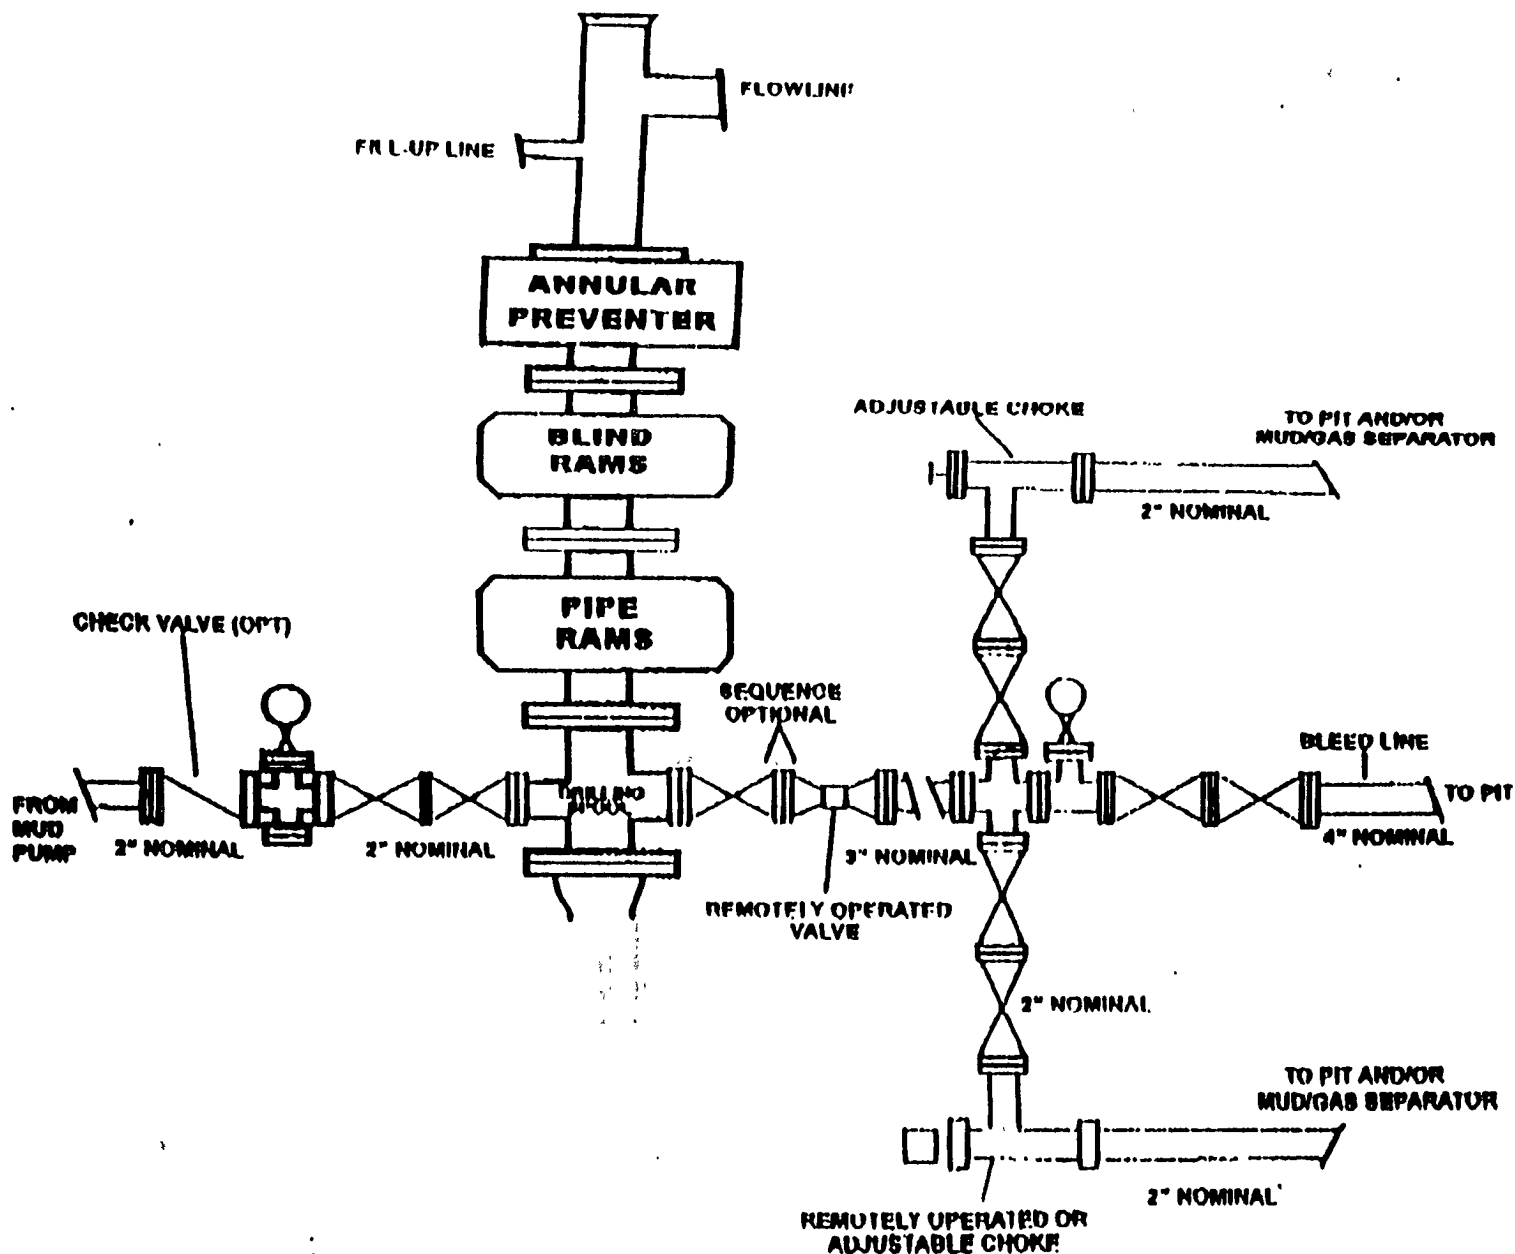 FLOWLINE
FILL-UP LINE
ANNULAR
PREVENTER
BLIND
RAMS
ADJUSTABLE CHOKE
TO PIT AND/OR
MUD/GAS SEPARATOR
2" NOMINAL
PIPE
RAMS
CHECK VALVE (OPT)
SEQUENCE
OPTIONAL
BLEED LINE
FROM
MUD
PUMP
2" NOMINAL
2" NOMINAL
DRILLING
SPOOL
3" NOMINAL
4" NOMINAL
TO PIT
REMOTELY OPERATED
VALVE
2" NOMINAL
TO PIT AND/OR
MUD/GAS SEPARATOR
2" NOMINAL
REMOTELY OPERATED OR
ADJUSTABLE CHOKE